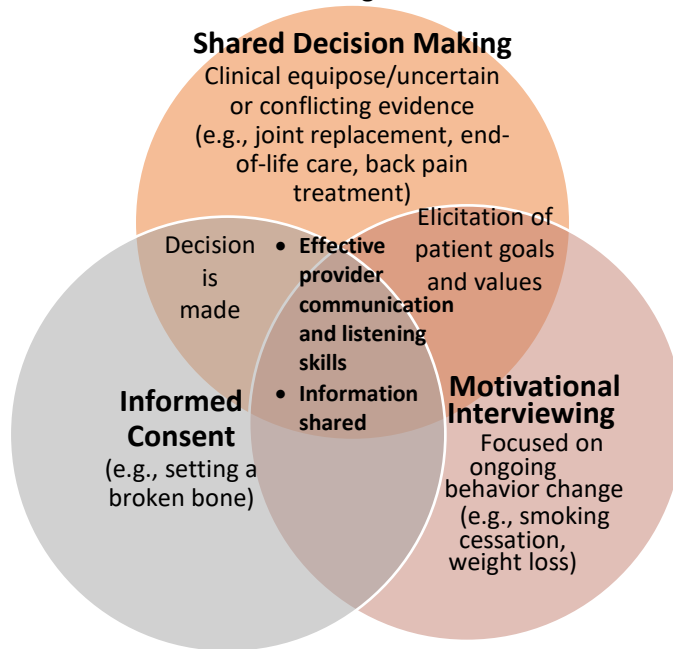 Shared Decision Making
Clinical equipose/uncertain
or conflicting evidence
(e.g., joint replacement, end-
of-life care, back pain
treatment)
Elicitation of
patient goals
and values
Decision
is
made
• Effective
provider
communication
and listening
skills
• Information
shared
Informed
Consent
(e.g., setting a
broken bone)
Motivational
Interviewing
Focused on
ongoing
behavior change
(e.g., smoking
cessation,
weight loss)